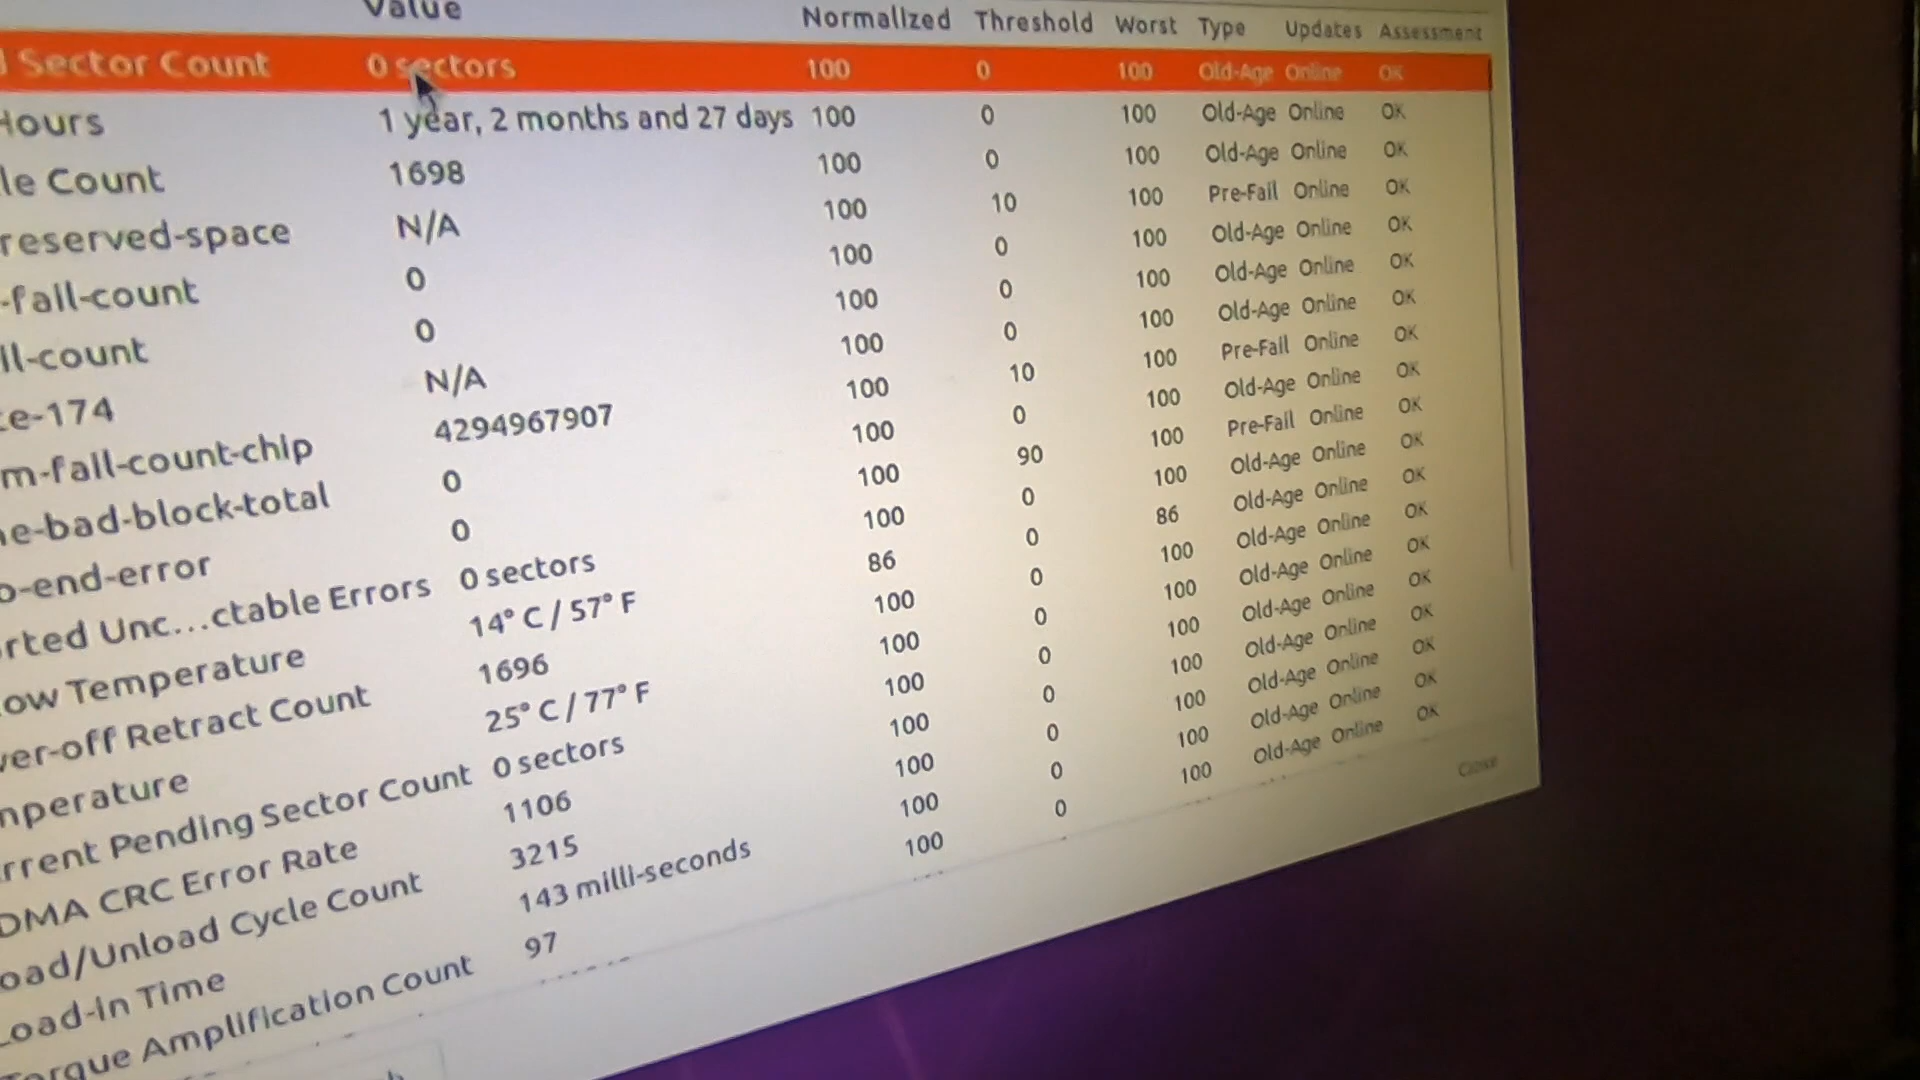 Value Normalized Threshold Worst Type Updates Assessment
Sector Count 0 sectors 100 0 100 Old-Age Online OK
Hours 1 year, 2 months and 27 days 100 0 100 Old-Age Online OK
le Count 1698 100 0 100 Old-Age Online OK
reserved-space N/A 100 10 100 Pre-Fail Online OK
-fail-count 0 100 0 100 Old-Age Online OK
il-count 0 100 0 100 Old-Age Online OK
ce-174 N/A 100 0 100 Old-Age Online OK
m-fail-count-chip 4294967907 100 10 100 Pre-Fail Online OK
e-bad-block-total 0 100 0 100 Old-Age Online OK
o-end-error 0 100 90 100 Pre-Fail Online OK
rted Unc...ctable Errors 0 sectors 100 0 100 Old-Age Online OK
ow Temperature 14° C / 57° F 86 0 86 Old-Age Online OK
ver-off Retract Count 1696 100 0 100 Old-Age Online OK
mperature 25° C / 77° F 100 0 100 Old-Age Online OK
rrent Pending Sector Count 0 sectors 100 0 100 Old-Age Online OK
DMA CRC Error Rate 1106 100 0 100 Old-Age Online OK
oad/Unload Cycle Count 3215 100 0 100 Old-Age Online OK
Load-in Time 143 milli-seconds 100 0 100 Old-Age Online OK
Torque Amplification Count 97 100 0 100 Old-Age Online OK
Close